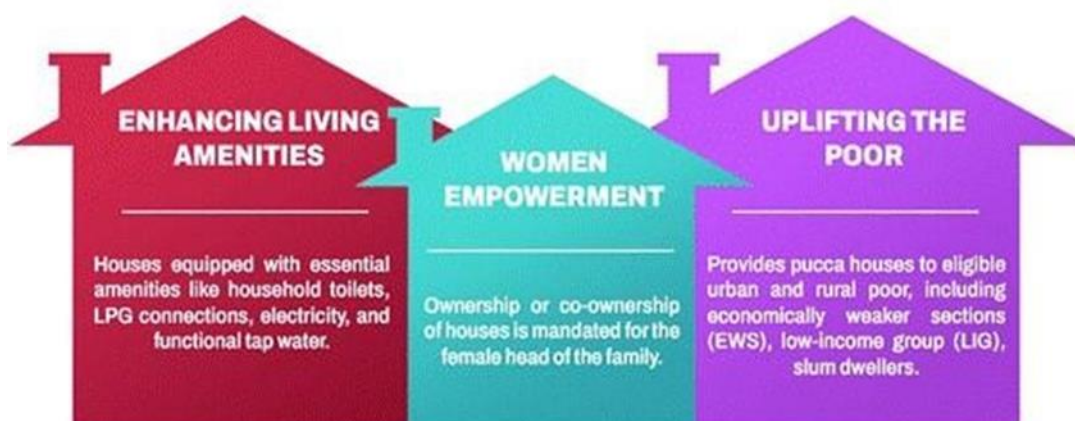 ENHANCING LIVING
AMENITIES
Houses equipped with essential
amenities like household toilets,
LPG connections, electricity, and
functional tap water.
WOMEN
EMPOWERMENT
Ownership or co-ownership
of houses is mandated for the
female head of the family.
UPLIFTING THE
POOR
Provides pucca houses to eligible
urban and rural poor, including
economically weaker sections
(EWS), low-income group (LIG),
slum dwellers.